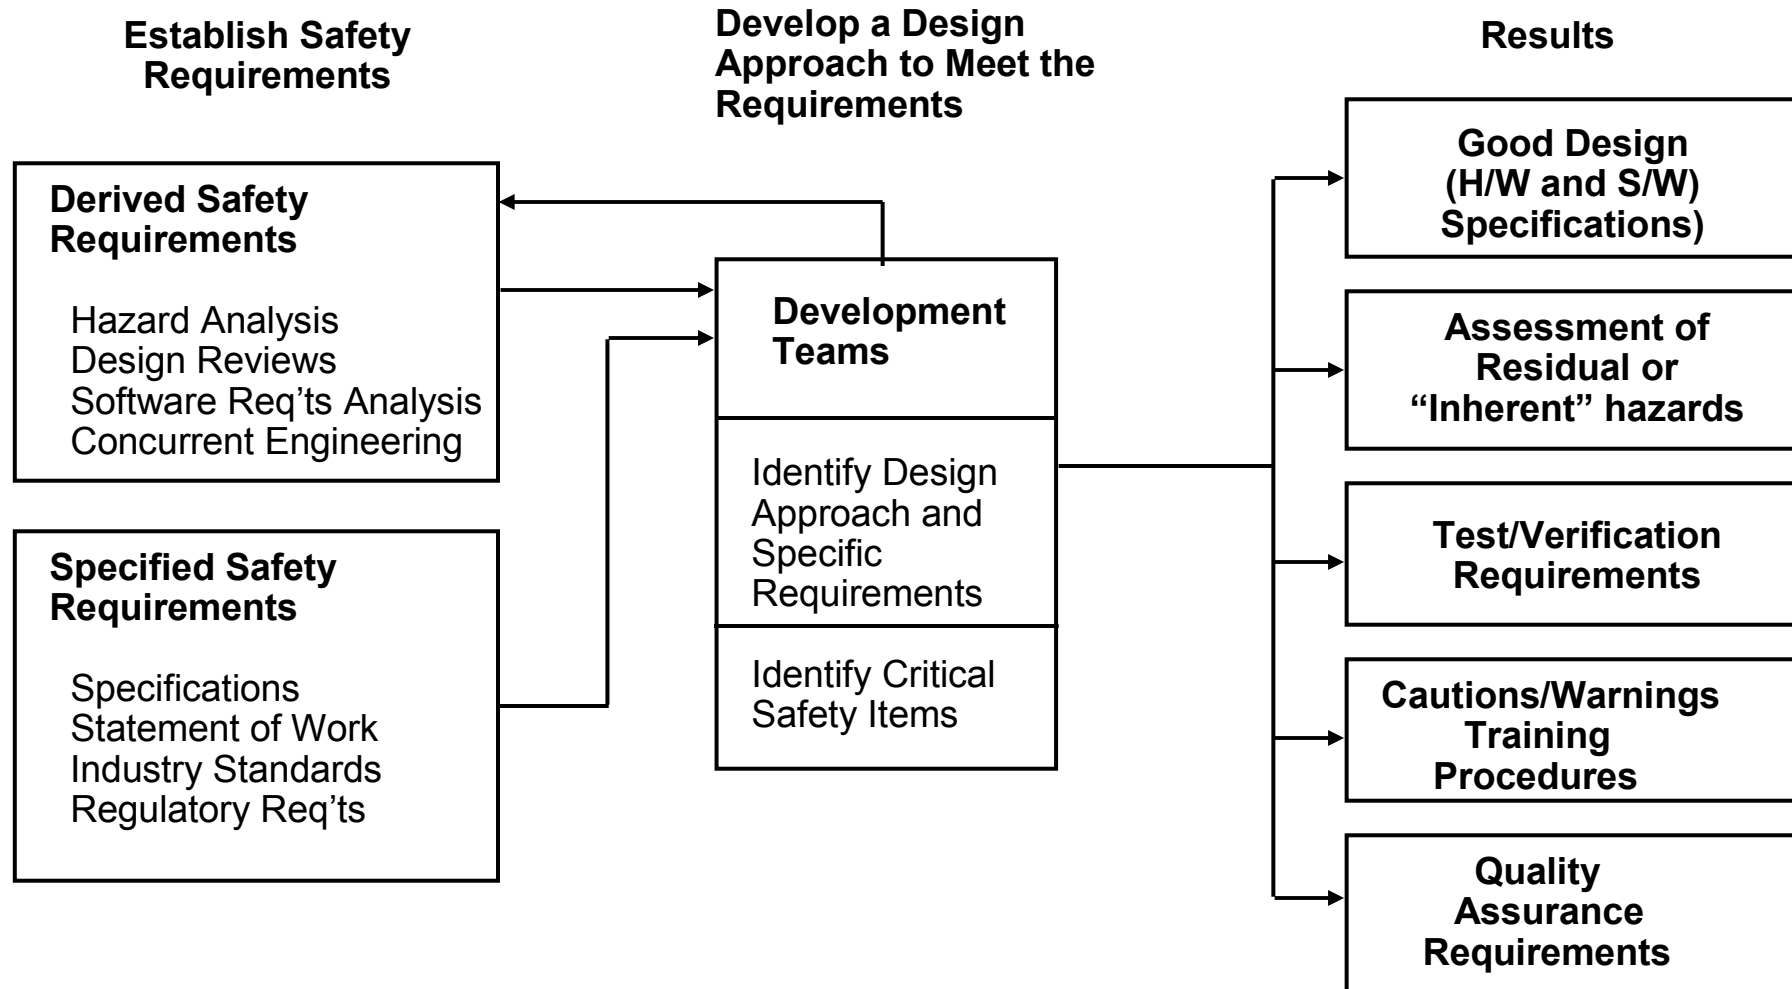 Establish Safety
Requirements
Develop a Design
Approach to Meet the
Requirements
Results
Derived Safety
Requirements
Hazard Analysis
Design Reviews
Software Req’ts Analysis
Concurrent Engineering
Specified Safety
Requirements
Specifications
Statement of Work
Industry Standards
Regulatory Req’ts
Development
Teams
Identify Design
Approach and
Specific
Requirements
Identify Critical
Safety Items
Good Design
(H/W and S/W)
Specifications)
Assessment of
Residual or
“Inherent” hazards
Test/Verification
Requirements
Cautions/Warnings
Training
Procedures
Quality
Assurance
Requirements